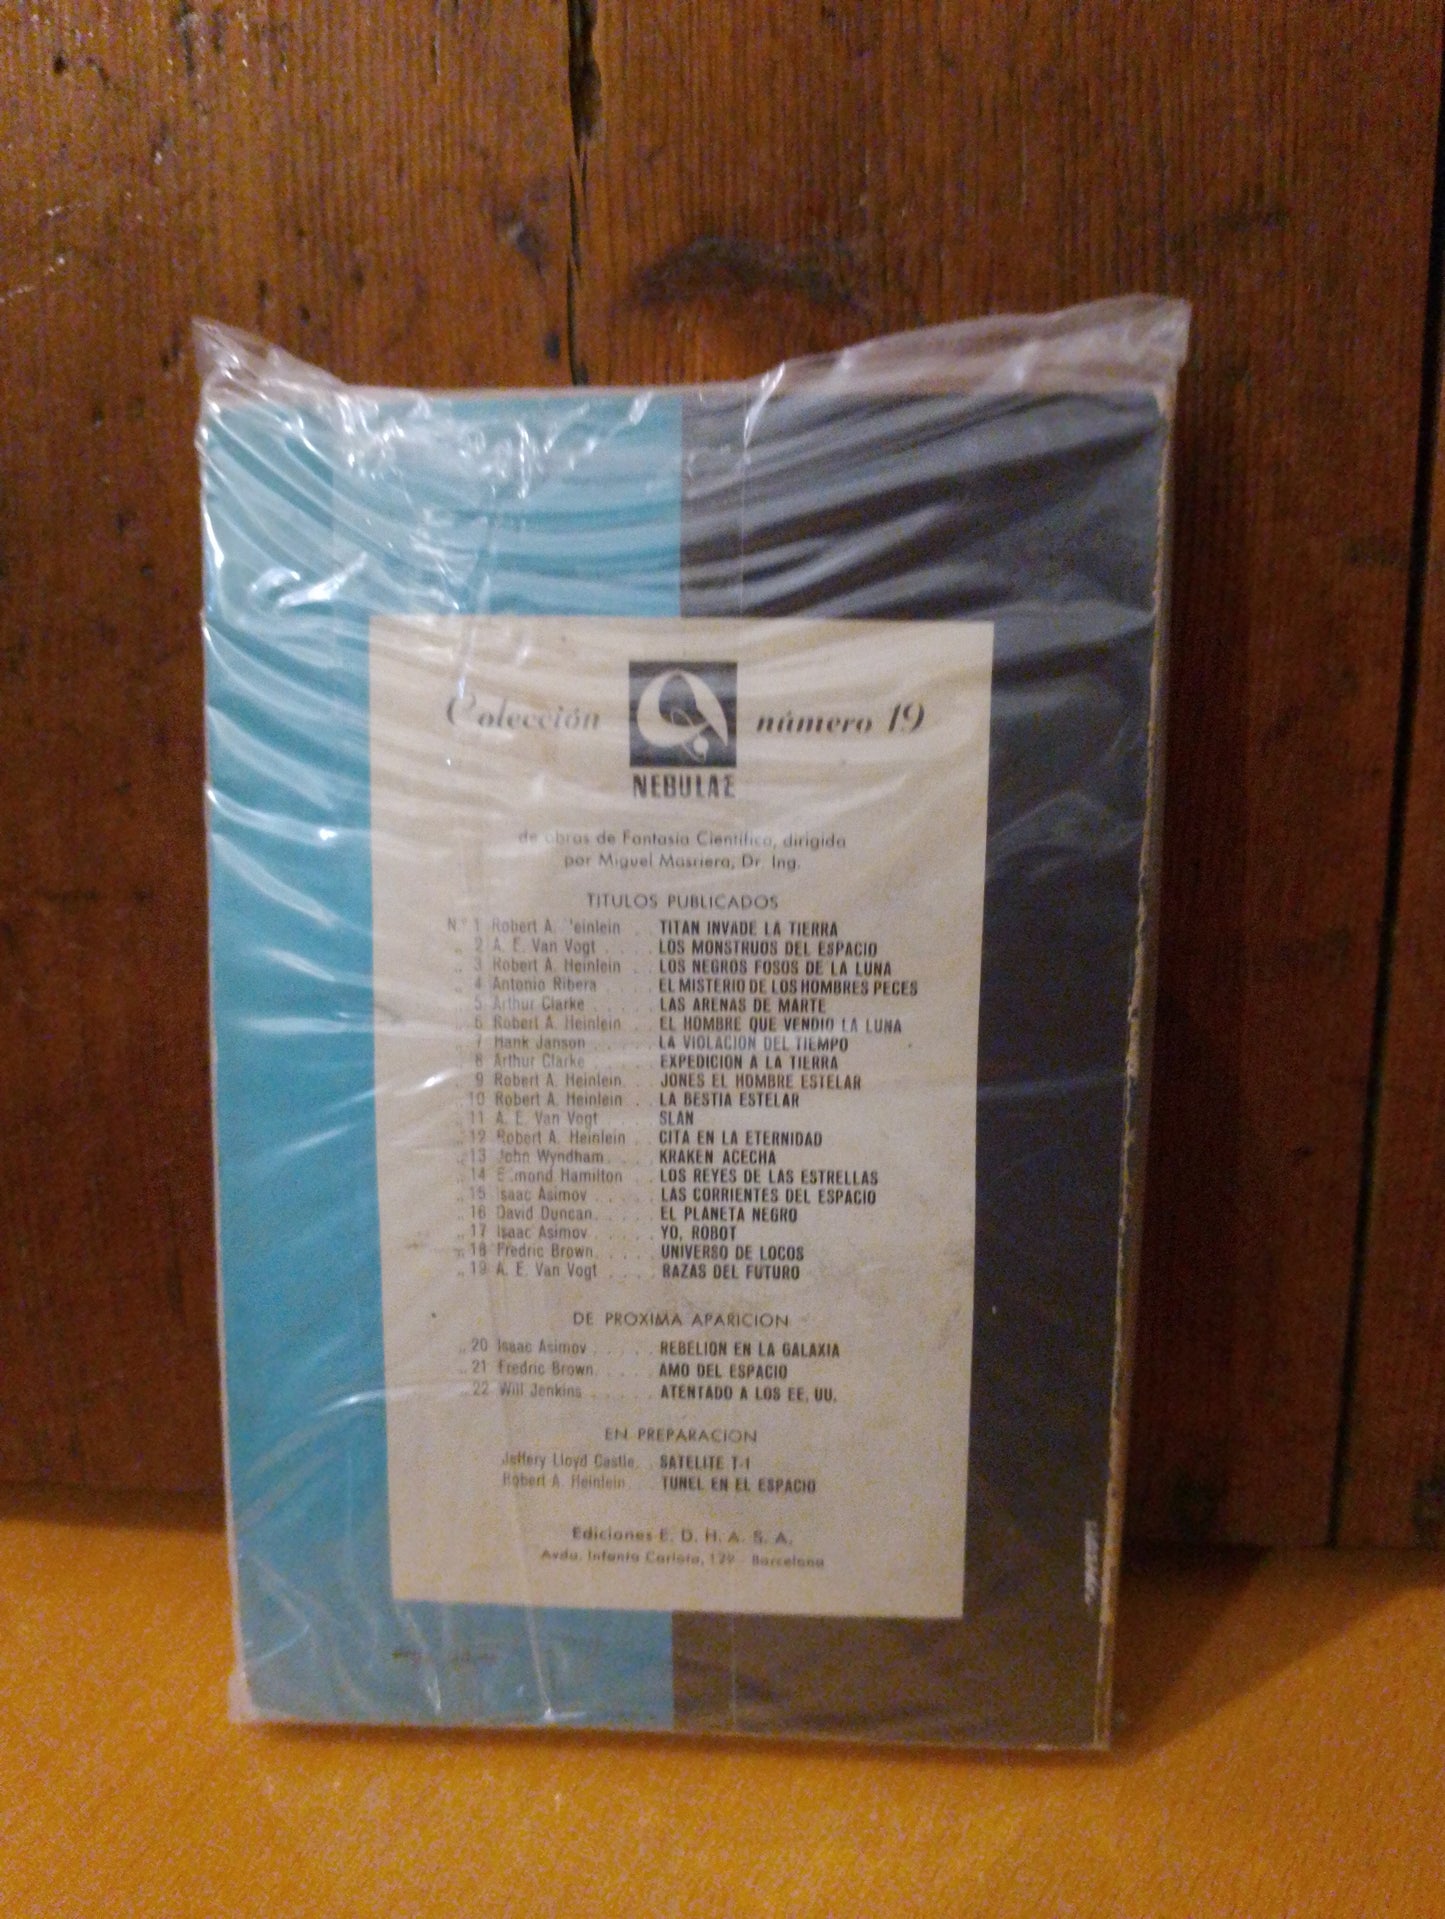 Colección número 19
NEBULAE
de obras de Fantasía Científica, dirigida
por Miguel Masriera, Dr. Ing.
TITULOS PUBLICADOS
N.º 1 Robert A. Heinlein . . TITAN INVADE LA TIERRA
„ 2 A. E. Van Vogt . . . . LOS MONSTRUOS DEL ESPACIO
„ 3 Robert A. Heinlein . . LOS NEGROS FOSOS DE LA LUNA
„ 4 Antonio Ribera . . . . EL MISTERIO DE LOS HOMBRES PECES
„ 5 Arthur Clarke . . . . LAS ARENAS DE MARTE
„ 6 Robert A. Heinlein . . EL HOMBRE QUE VENDIO LA LUNA
„ 7 Hank Janson . . . . . LA VIOLACION DEL TIEMPO
„ 8 Arthur Clarke . . . . EXPEDICION A LA TIERRA
„ 9 Robert A. Heinlein. . . JONES EL HOMBRE ESTELAR
„ 10 Robert A. Heinlein . . LA BESTIA ESTELAR
„ 11 A. E. Van Vogt . . . . SLAN
„ 12 Robert A. Heinlein . . CITA EN LA ETERNIDAD
„ 13 John Wyndham. . . . KRAKEN ACECHA
„ 14 Edmond Hamilton . . . LOS REYES DE LAS ESTRELLAS
„ 15 Isaac Asimov . . . . . LAS CORRIENTES DEL ESPACIO
„ 16 David Duncan. . . . . EL PLANETA NEGRO
„ 17 Isaac Asimov . . . . . YO, ROBOT
„ 18 Fredric Brown. . . . . UNIVERSO DE LOCOS
„ 19 A. E. Van Vogt . . . . RAZAS DEL FUTURO
DE PROXIMA APARICION
„ 20 Isaac Asimov . . . . . REBELION EN LA GALAXIA
„ 21 Fredric Brown. . . . . AMO DEL ESPACIO
„ 22 Will Jenkins . . . . . ATENTADO A LOS EE. UU.
EN PREPARACION
Jeffery Lloyd Castle. . SATELITE T-1
Robert A. Heinlein. . . TUNEL EN EL ESPACIO
Ediciones E. D. H. A. S. A.
Avda. Infanta Carlota, 129 - Barcelona